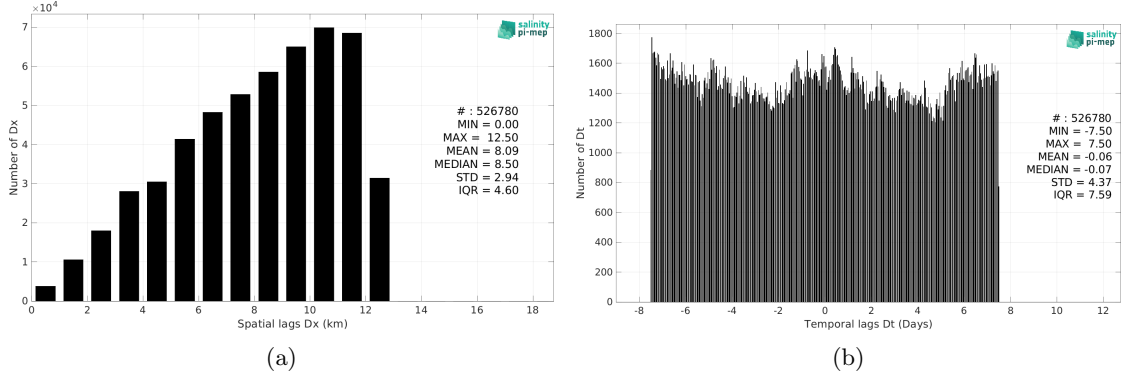 ×10⁴
7
6
5
4
3
2
1
0
Number of Dx
0 2 4 6 8 10 12 14 16 18
Spatial lags Dx (km)
salinity
pi-mep
# : 526780
MIN = 0.00
MAX = 12.50
MEAN = 8.09
MEDIAN = 8.50
STD = 2.94
IQR = 4.60
(a)
1800
1600
1400
1200
1000
800
600
400
200
0
Number of Dt
-8 -6 -4 -2 0 2 4 6 8 10 12
Temporal lags Dt (Days)
salinity
pi-mep
# : 526780
MIN = -7.50
MAX = 7.50
MEAN = -0.06
MEDIAN = -0.07
STD = 4.37
IQR = 7.59
(b)